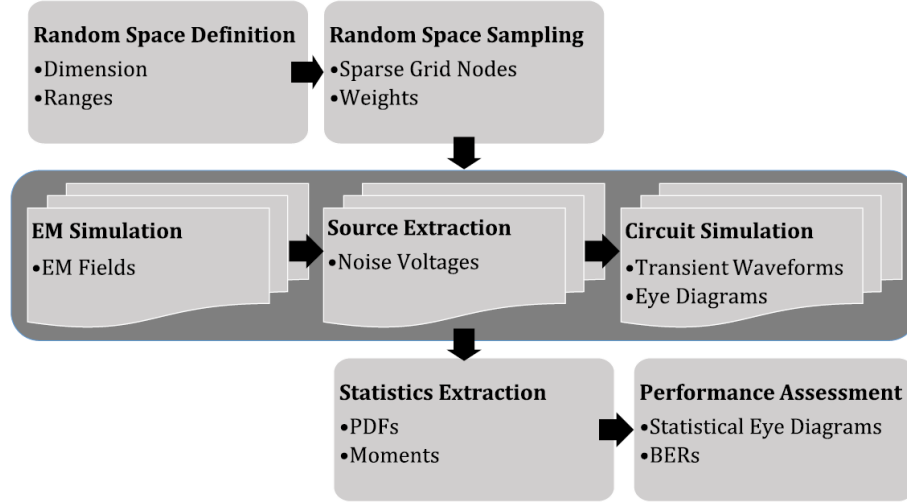 Random Space Definition
•Dimension
•Ranges
Random Space Sampling
•Sparse Grid Nodes
•Weights
EM Simulation
•EM Fields
Source Extraction
•Noise Voltages
Circuit Simulation
•Transient Waveforms
•Eye Diagrams
Statistics Extraction
•PDFs
•Moments
Performance Assessment
•Statistical Eye Diagrams
•BERs